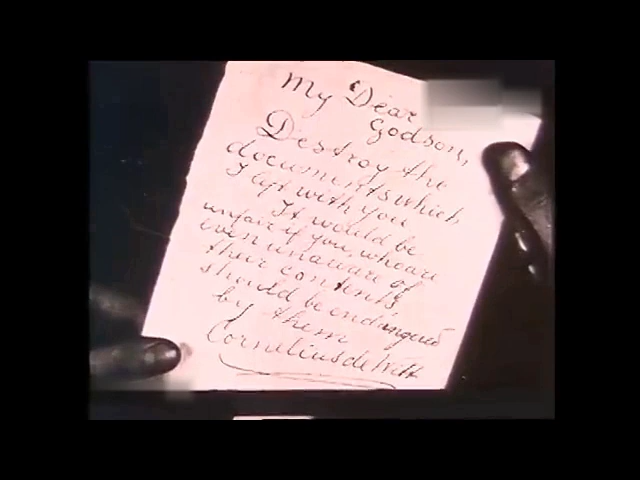 My Dear
Godson,
Destroy the
documents which
I left with you
It would be
unfair if you, who are
even unaware of
their contents
should be endangered
by them
Cornelius de Witt